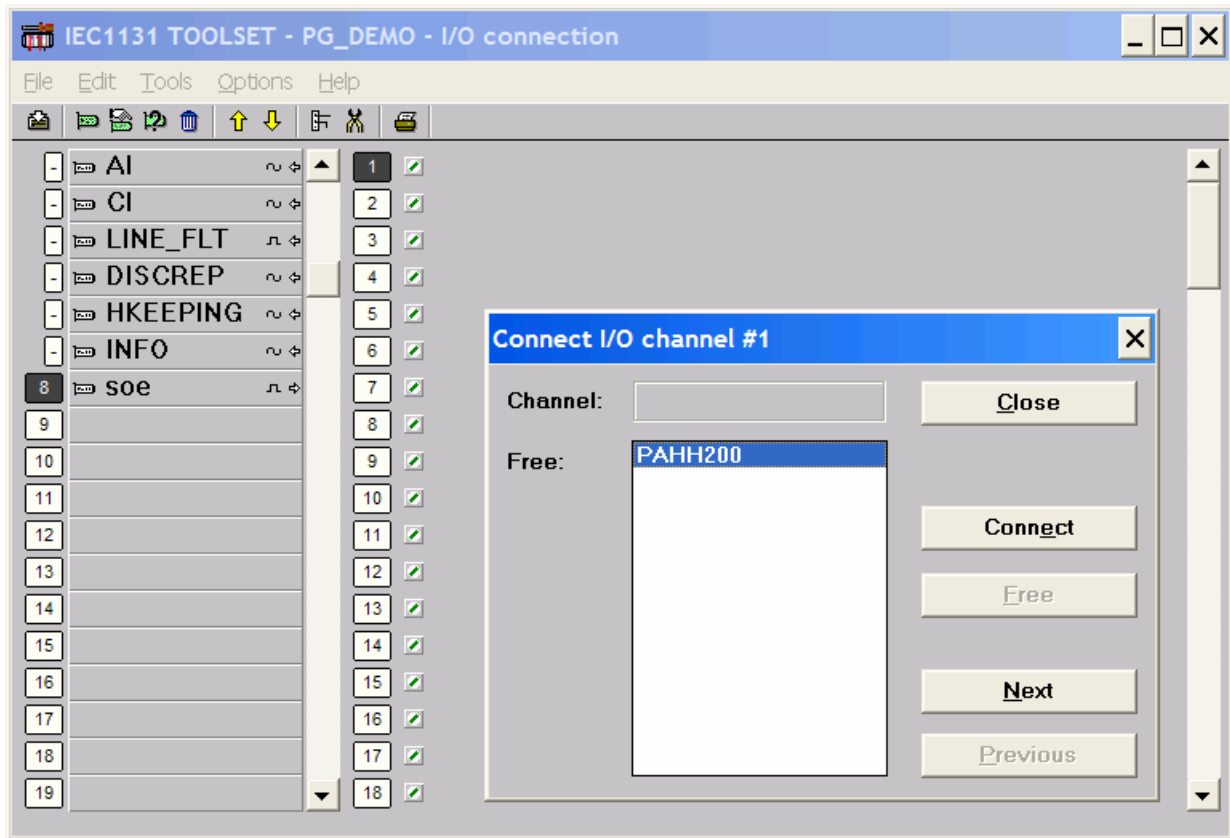 IEC1131 TOOLSET - PG_DEMO - I/O connection
File Edit Tools Options Help
- AI
- CI
- LINE_FLT
- DISCREP
- HKEEPING
- INFO
8 soe
9
10
11
12
13
14
15
16
17
18
19
1
2
3
4
5
6
7
8
9
10
11
12
13
14
15
16
17
18
Connect I/O channel #1
Channel:
Close
Free:
PAHH200
Connect
Free
Next
Previous